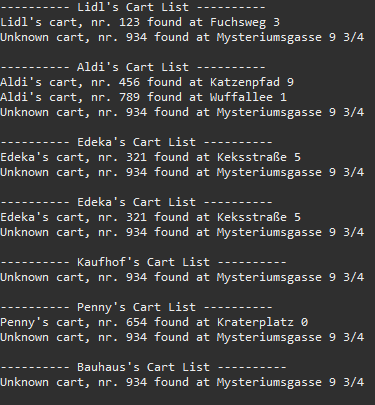 ---------- Lidl's Cart List ----------
Lidl's cart, nr. 123 found at Fuchsweg 3
Unknown cart, nr. 934 found at Mysteriumsgasse 9 3/4
---------- Aldi's Cart List ----------
Aldi's cart, nr. 456 found at Katzenpfad 9
Aldi's cart, nr. 789 found at Wuffallee 1
Unknown cart, nr. 934 found at Mysteriumsgasse 9 3/4
---------- Edeka's Cart List ----------
Edeka's cart, nr. 321 found at Keksstraße 5
Unknown cart, nr. 934 found at Mysteriumsgasse 9 3/4
---------- Edeka's Cart List ----------
Edeka's cart, nr. 321 found at Keksstraße 5
Unknown cart, nr. 934 found at Mysteriumsgasse 9 3/4
---------- Kaufhof's Cart List ----------
Unknown cart, nr. 934 found at Mysteriumsgasse 9 3/4
---------- Penny's Cart List ----------
Penny's cart, nr. 654 found at Kraterplatz 0
Unknown cart, nr. 934 found at Mysteriumsgasse 9 3/4
---------- Bauhaus's Cart List ----------
Unknown cart, nr. 934 found at Mysteriumsgasse 9 3/4